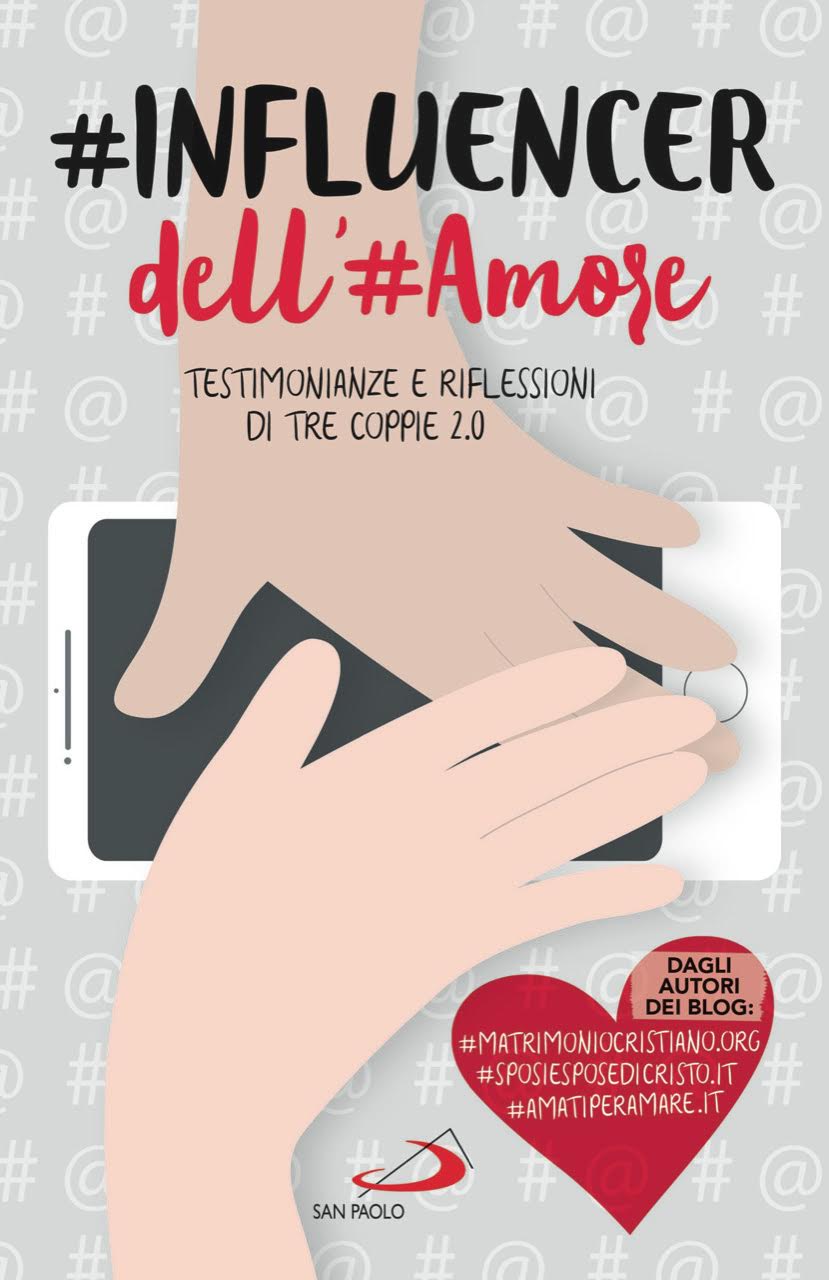 #INFLUENCER
dell'#Amore
TESTIMONIANZE E RIFLESSIONI
DI TRE COPPIE 2.0
DAGLI
AUTORI
DEI BLOG:
#MATRIMONIOCRISTIANO.ORG
#SPOSIESPOSEDICRISTO.IT
#AMATIPERAMARE.IT
SAN PAOLO